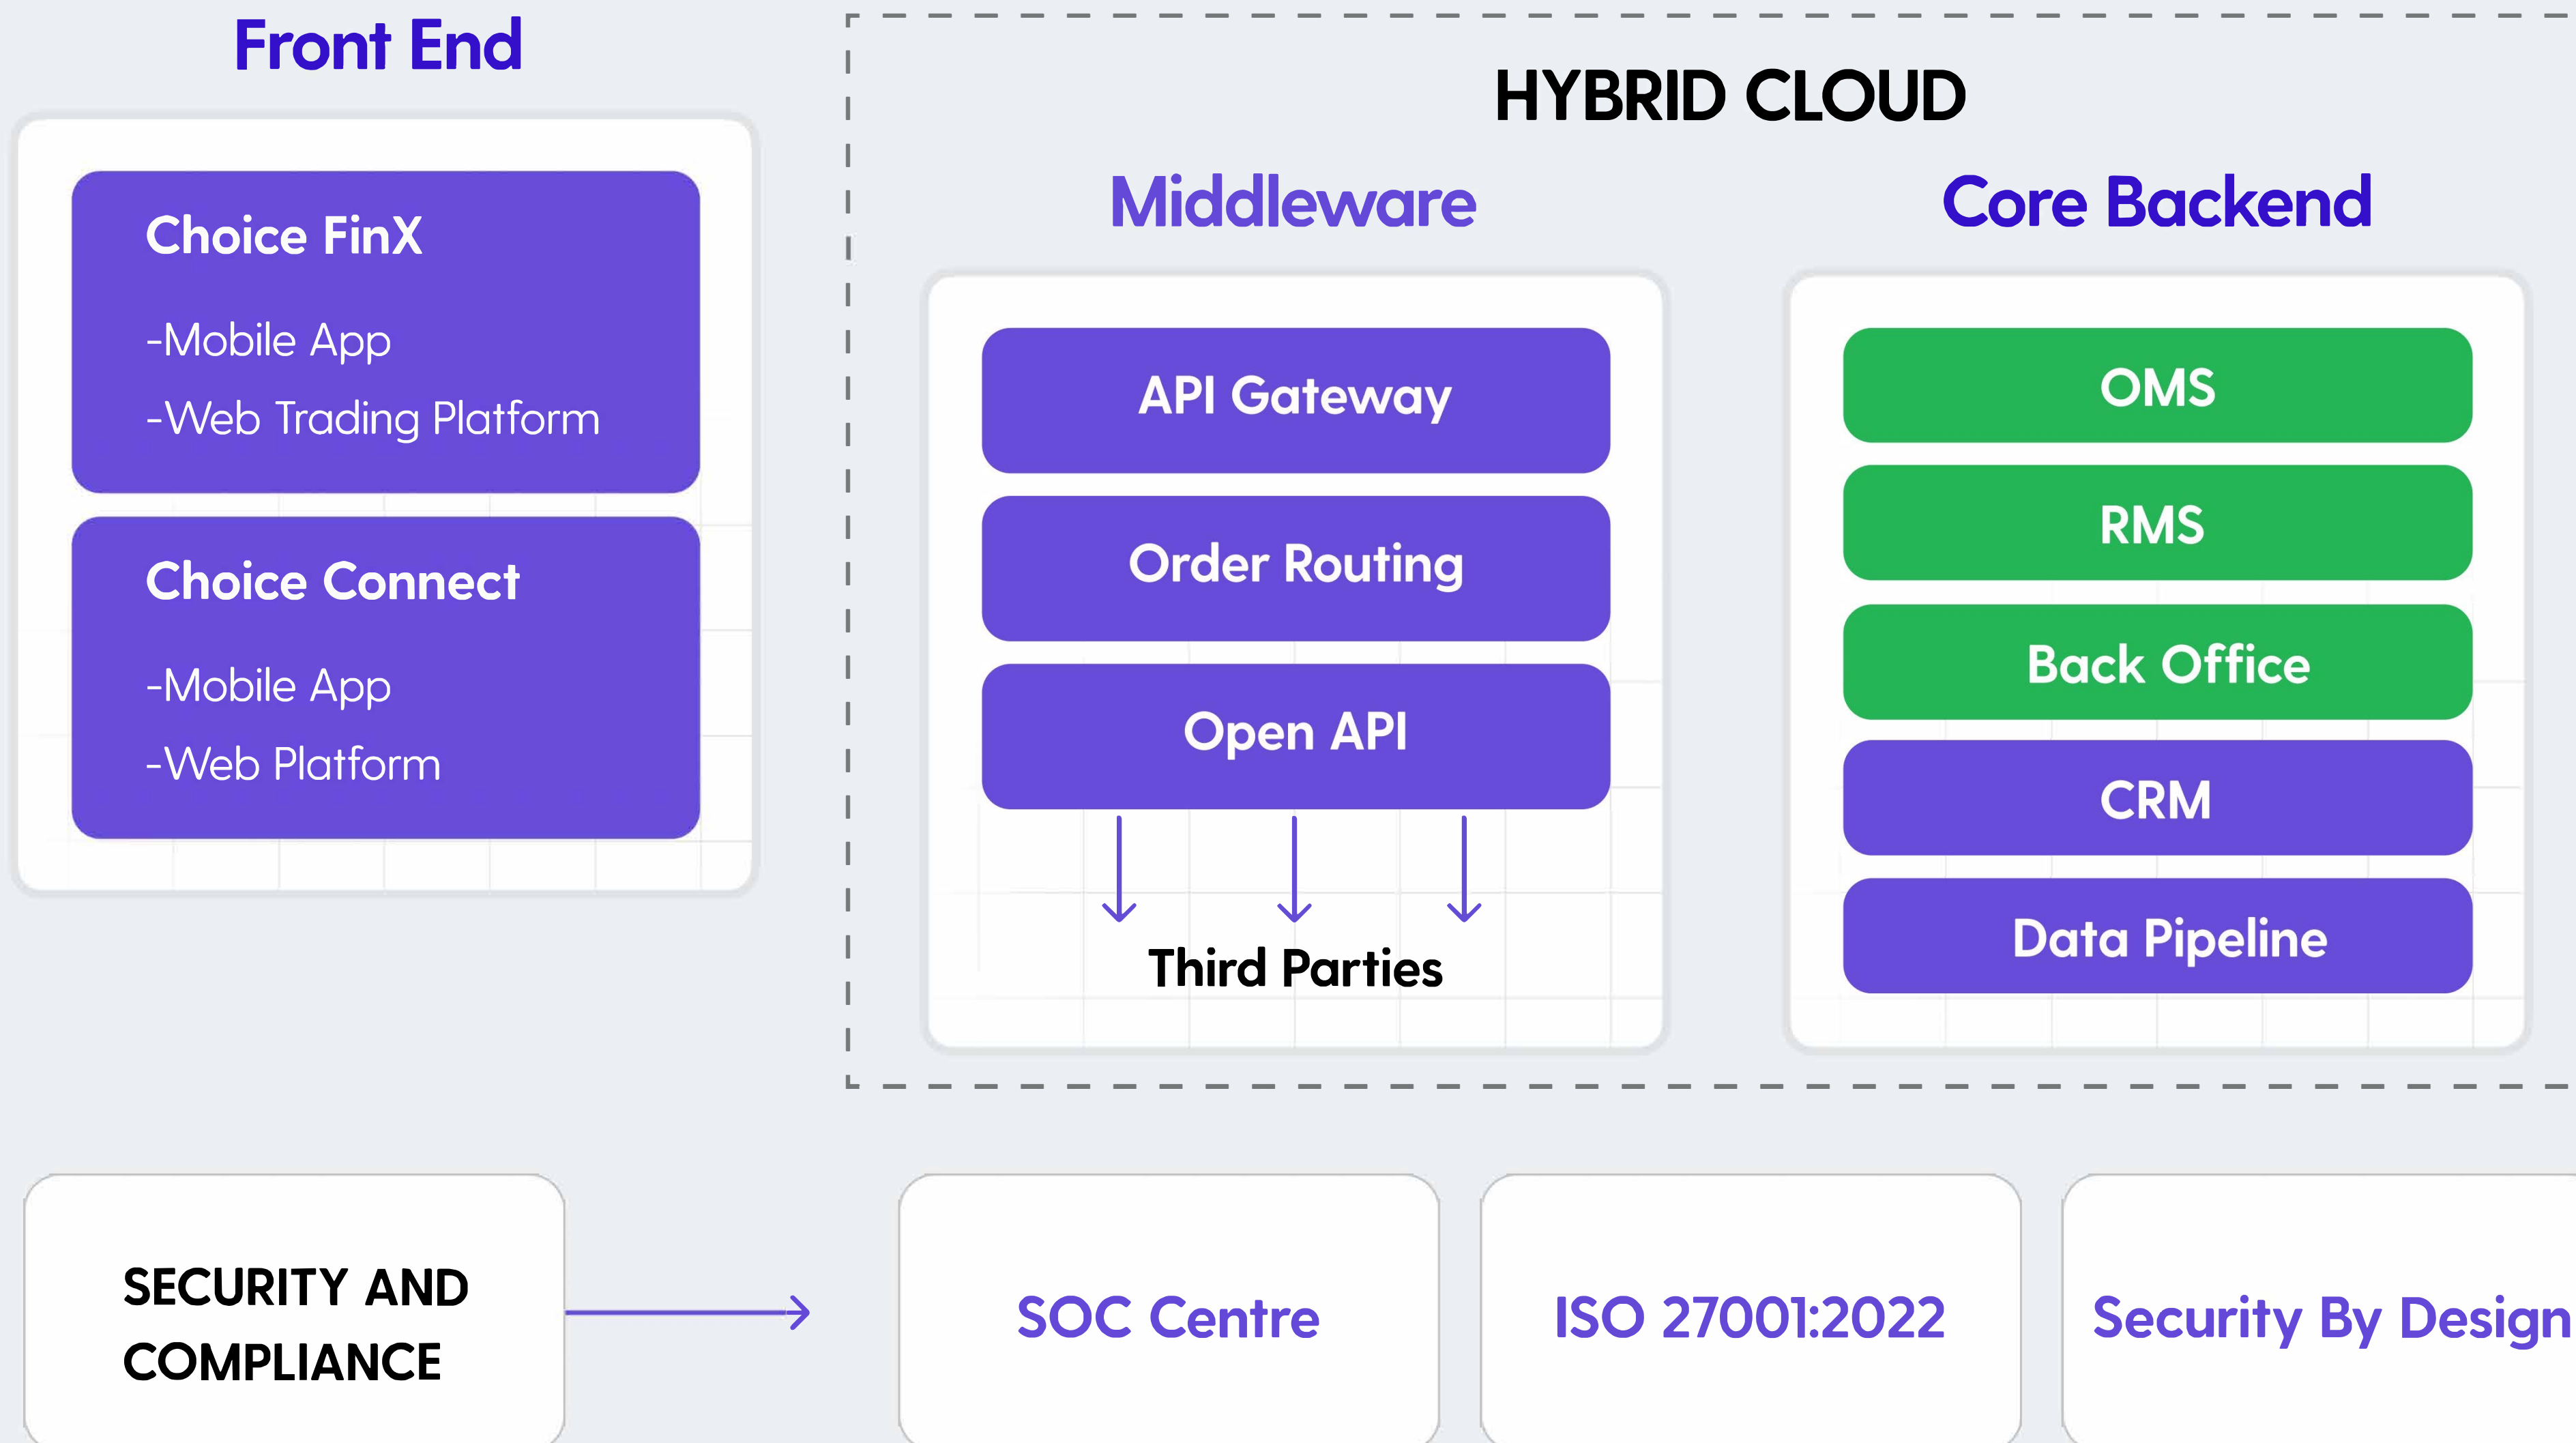 Front End
Choice FinX
-Mobile App
-Web Trading Platform
Choice Connect
-Mobile App
-Web Platform
HYBRID CLOUD
Middleware
API Gateway
Order Routing
Open API
Third Parties
Core Backend
OMS
RMS
Back Office
CRM
Data Pipeline
SECURITY AND
COMPLIANCE
SOC Centre
ISO 27001:2022
Security By Design